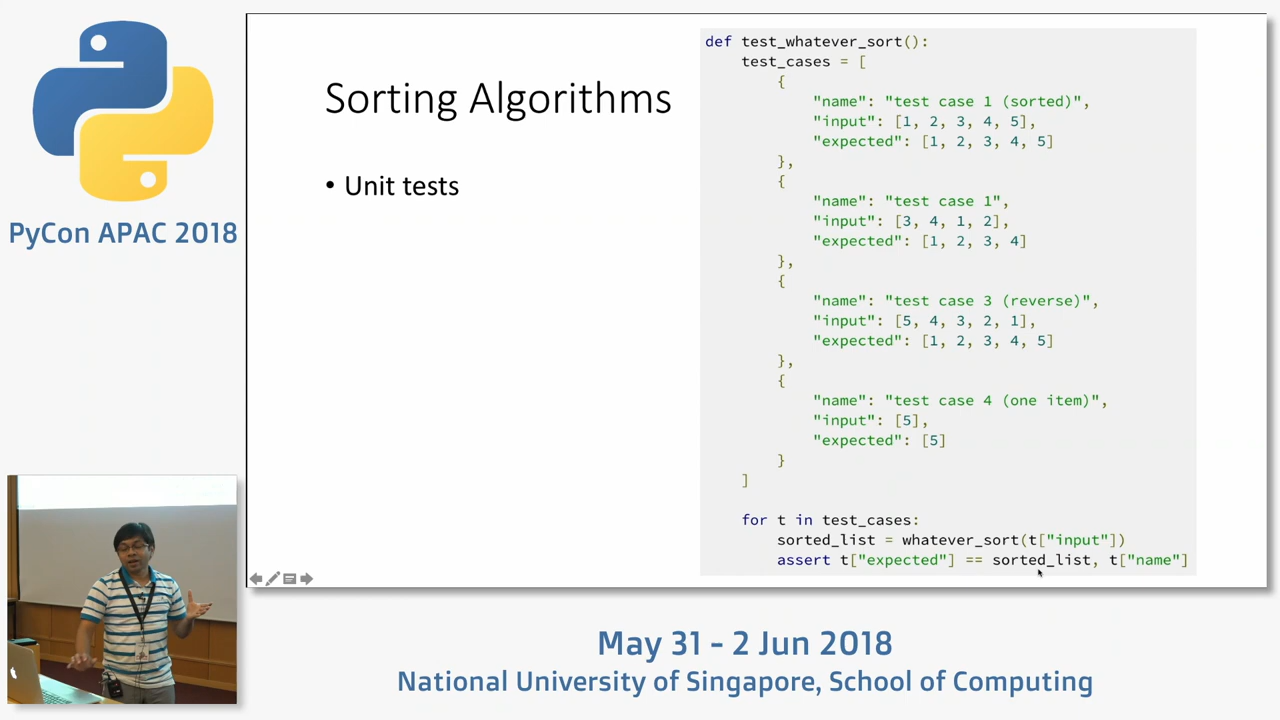 PyCon APAC 2018
Sorting Algorithms
• Unit tests
def test_whatever_sort():
    test_cases = [
        {
            "name": "test case 1 (sorted)",
            "input": [1, 2, 3, 4, 5],
            "expected": [1, 2, 3, 4, 5]
        },
        {
            "name": "test case 1",
            "input": [3, 4, 1, 2],
            "expected": [1, 2, 3, 4]
        },
        {
            "name": "test case 3 (reverse)",
            "input": [5, 4, 3, 2, 1],
            "expected": [1, 2, 3, 4, 5]
        },
        {
            "name": "test case 4 (one item)",
            "input": [5],
            "expected": [5]
        }
    ]
    for t in test_cases:
        sorted_list = whatever_sort(t["input"])
        assert t["expected"] == sorted_list, t["name"]
May 31 - 2 Jun 2018
National University of Singapore, School of Computing